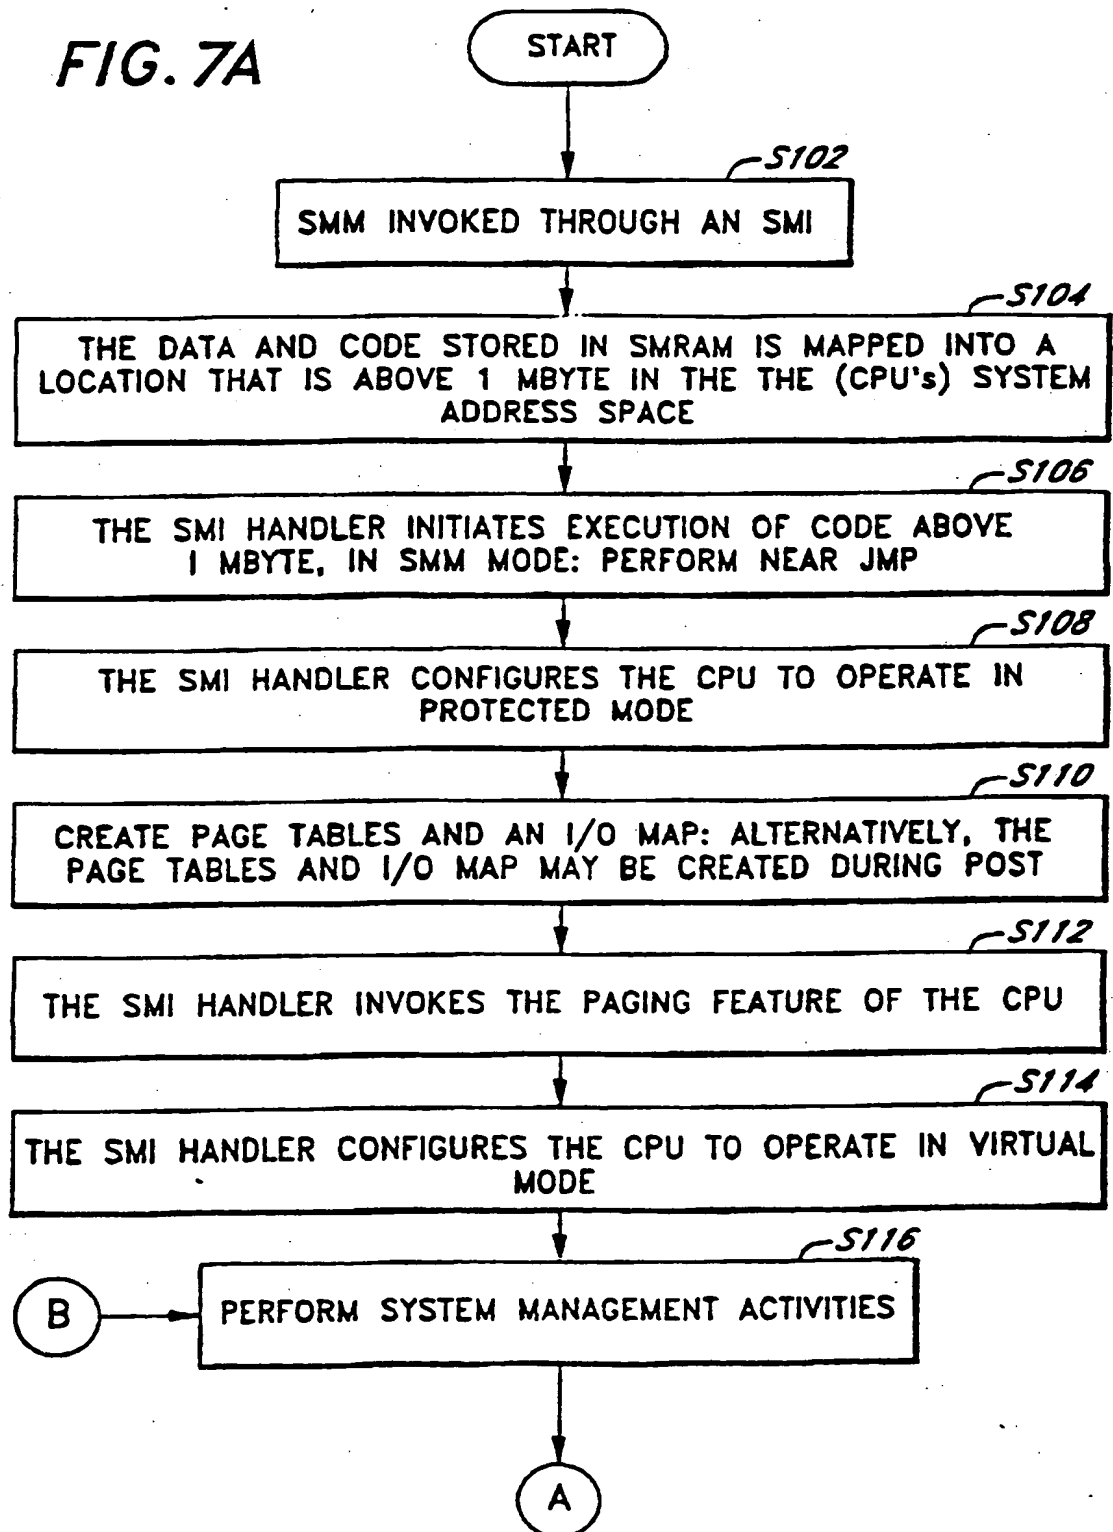 FIG. 7A
START
S102
SMM INVOKED THROUGH AN SMI
S104
THE DATA AND CODE STORED IN SMRAM IS MAPPED INTO A
LOCATION THAT IS ABOVE 1 MBYTE IN THE THE (CPU's) SYSTEM
ADDRESS SPACE
S106
THE SMI HANDLER INITIATES EXECUTION OF CODE ABOVE
1 MBYTE, IN SMM MODE: PERFORM NEAR JMP
S108
THE SMI HANDLER CONFIGURES THE CPU TO OPERATE IN
PROTECTED MODE
S110
CREATE PAGE TABLES AND AN I/O MAP: ALTERNATIVELY, THE
PAGE TABLES AND I/O MAP MAY BE CREATED DURING POST
S112
THE SMI HANDLER INVOKES THE PAGING FEATURE OF THE CPU
S114
THE SMI HANDLER CONFIGURES THE CPU TO OPERATE IN VIRTUAL
MODE
S116
B
PERFORM SYSTEM MANAGEMENT ACTIVITIES
A